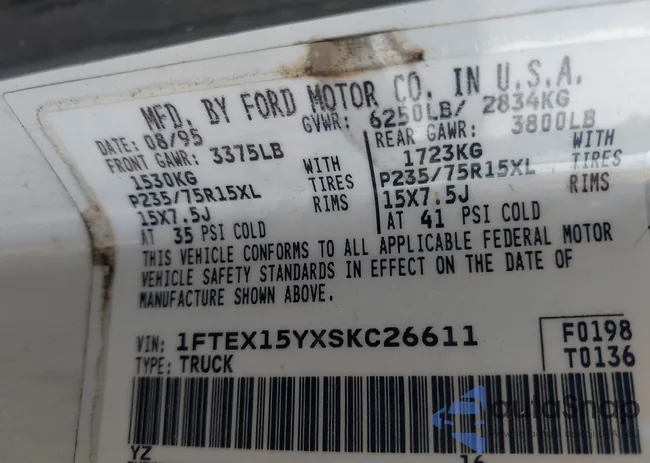 MFD. BY FORD MOTOR CO. IN U.S.A.
DATE: 08/95 GVWR: 6250LB/ 2834KG
FRONT GAWR: 3375LB REAR GAWR: 3800LB
1530KG WITH 1723KG WITH
P235/75R15XL TIRES P235/75R15XL TIRES
15X7.5J RIMS 15X7.5J RIMS
AT 35 PSI COLD AT 41 PSI COLD
THIS VEHICLE CONFORMS TO ALL APPLICABLE FEDERAL MOTOR
VEHICLE SAFETY STANDARDS IN EFFECT ON THE DATE OF
MANUFACTURE SHOWN ABOVE.
VIN: 1FTEX15YXSKC26611 F0198
TYPE: TRUCK T0136
autoSnap
YZ 16